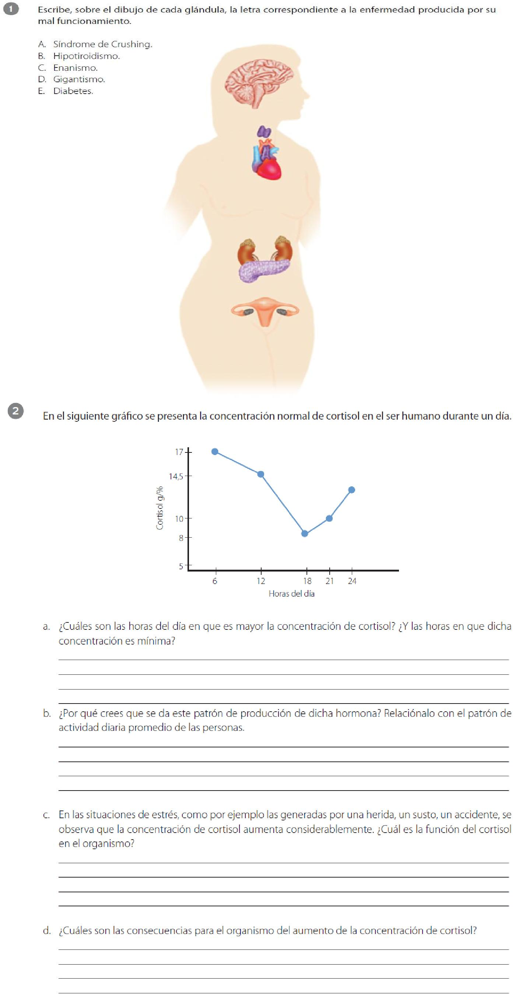 1
Escribe, sobre el dibujo de cada glándula, la letra correspondiente a la enfermedad producida por su
mal funcionamiento.
A. Síndrome de Crushing.
B. Hipotiroidismo.
C. Enanismo.
D. Gigantismo.
E. Diabetes.
2
En el siguiente gráfico se presenta la concentración normal de cortisol en el ser humano durante un día.
17
14,5
10
8
5
Cortisol g/%
6 12 18 21 24
Horas del día
a. ¿Cuáles son las horas del día en que es mayor la concentración de cortisol? ¿Y las horas en que dicha
concentración es mínima?
b. ¿Por qué crees que se da este patrón de producción de dicha hormona? Relaciónalo con el patrón de
actividad diaria promedio de las personas.
c. En las situaciones de estrés, como por ejemplo las generadas por una herida, un susto, un accidente, se
observa que la concentración de cortisol aumenta considerablemente. ¿Cuál es la función del cortisol
en el organismo?
d. ¿Cuáles son las consecuencias para el organismo del aumento de la concentración de cortisol?